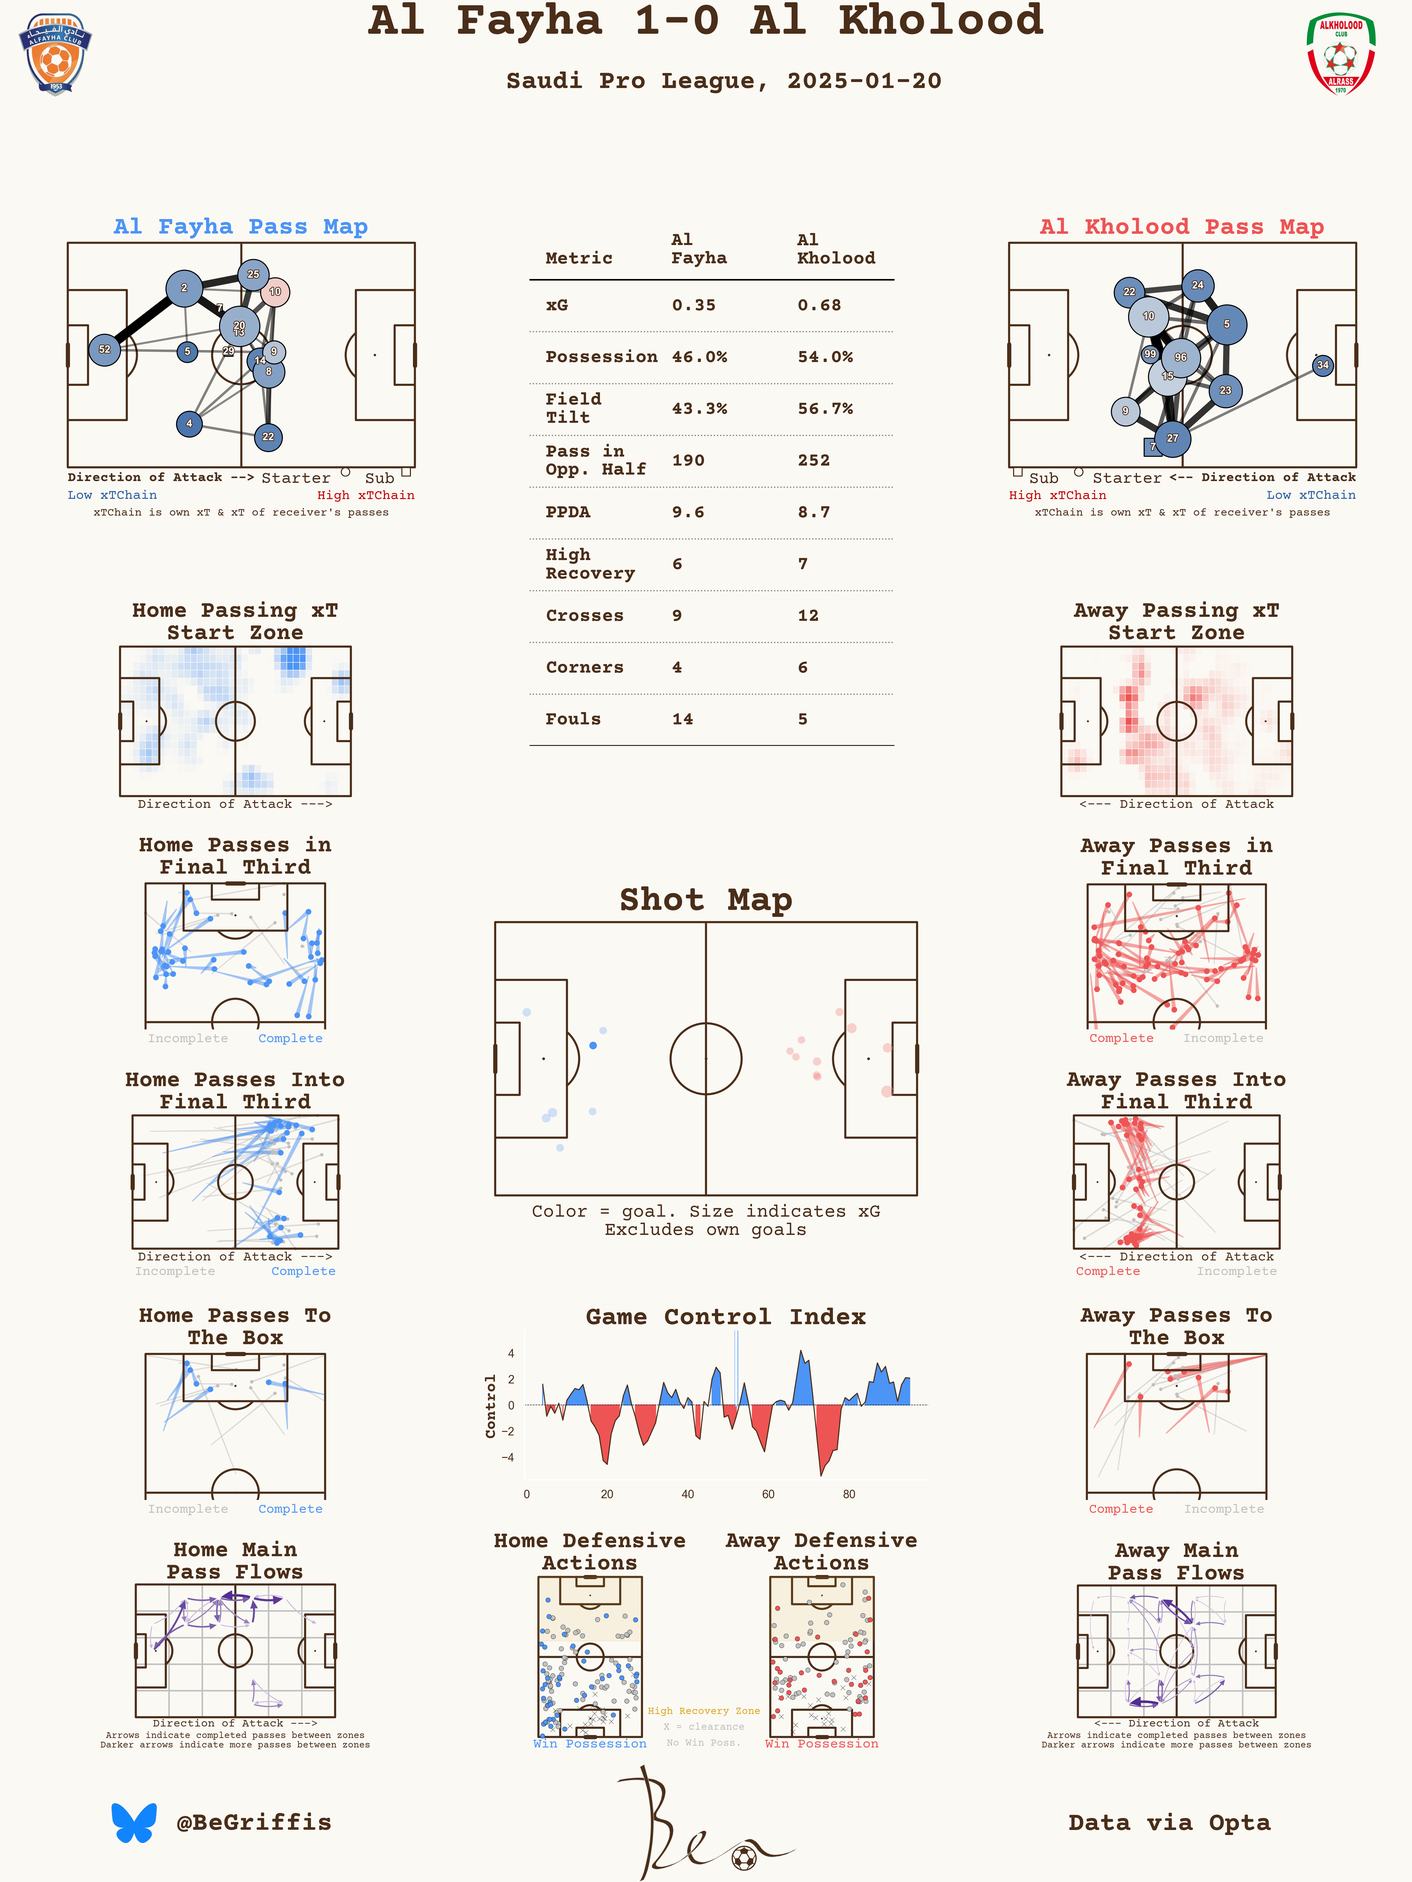 Al Fayha 1-0 Al Kholood
Saudi Pro League, 2025-01-20
نادي الفيحاء
ALFAYHA CLUB
1953
ALKHOLOOD
CLUB
ALRASS
1970
Al Fayha Pass Map
2
25
10
7
20
13
52
5
29
14
9
8
4
22
Direction of Attack --> Starter Sub
Low xTChain High xTChain
xTChain is own xT & xT of receiver's passes
Metric Al Fayha Al Kholood
xG 0.35 0.68
Possession 46.0% 54.0%
Field Tilt 43.3% 56.7%
Pass in Opp. Half 190 252
PPDA 9.6 8.7
High Recovery 6 7
Crosses 9 12
Corners 4 6
Fouls 14 5
Al Kholood Pass Map
22
24
10
5
99
96
34
15
23
9
7
27
Sub Starter <-- Direction of Attack
High xTChain Low xTChain
xTChain is own xT & xT of receiver's passes
Home Passing xT
Start Zone
Direction of Attack --->
Away Passing xT
Start Zone
<--- Direction of Attack
Home Passes in
Final Third
Incomplete Complete
Away Passes in
Final Third
Complete Incomplete
Shot Map
Color = goal. Size indicates xG
Excludes own goals
Home Passes Into
Final Third
Direction of Attack --->
Incomplete Complete
Away Passes Into
Final Third
<--- Direction of Attack
Complete Incomplete
Home Passes To
The Box
Incomplete Complete
Game Control Index
Control
4
2
0
−2
−4
0 20 40 60 80
Away Passes To
The Box
Complete Incomplete
Home Main
Pass Flows
Direction of Attack --->
Arrows indicate completed passes between zones
Darker arrows indicate more passes between zones
Home Defensive
Actions
Win Possession
High Recovery Zone
X = clearance
No Win Poss.
Away Defensive
Actions
Win Possession
Away Main
Pass Flows
<--- Direction of Attack
Arrows indicate completed passes between zones
Darker arrows indicate more passes between zones
@BeGriffis
Ben
Data via Opta